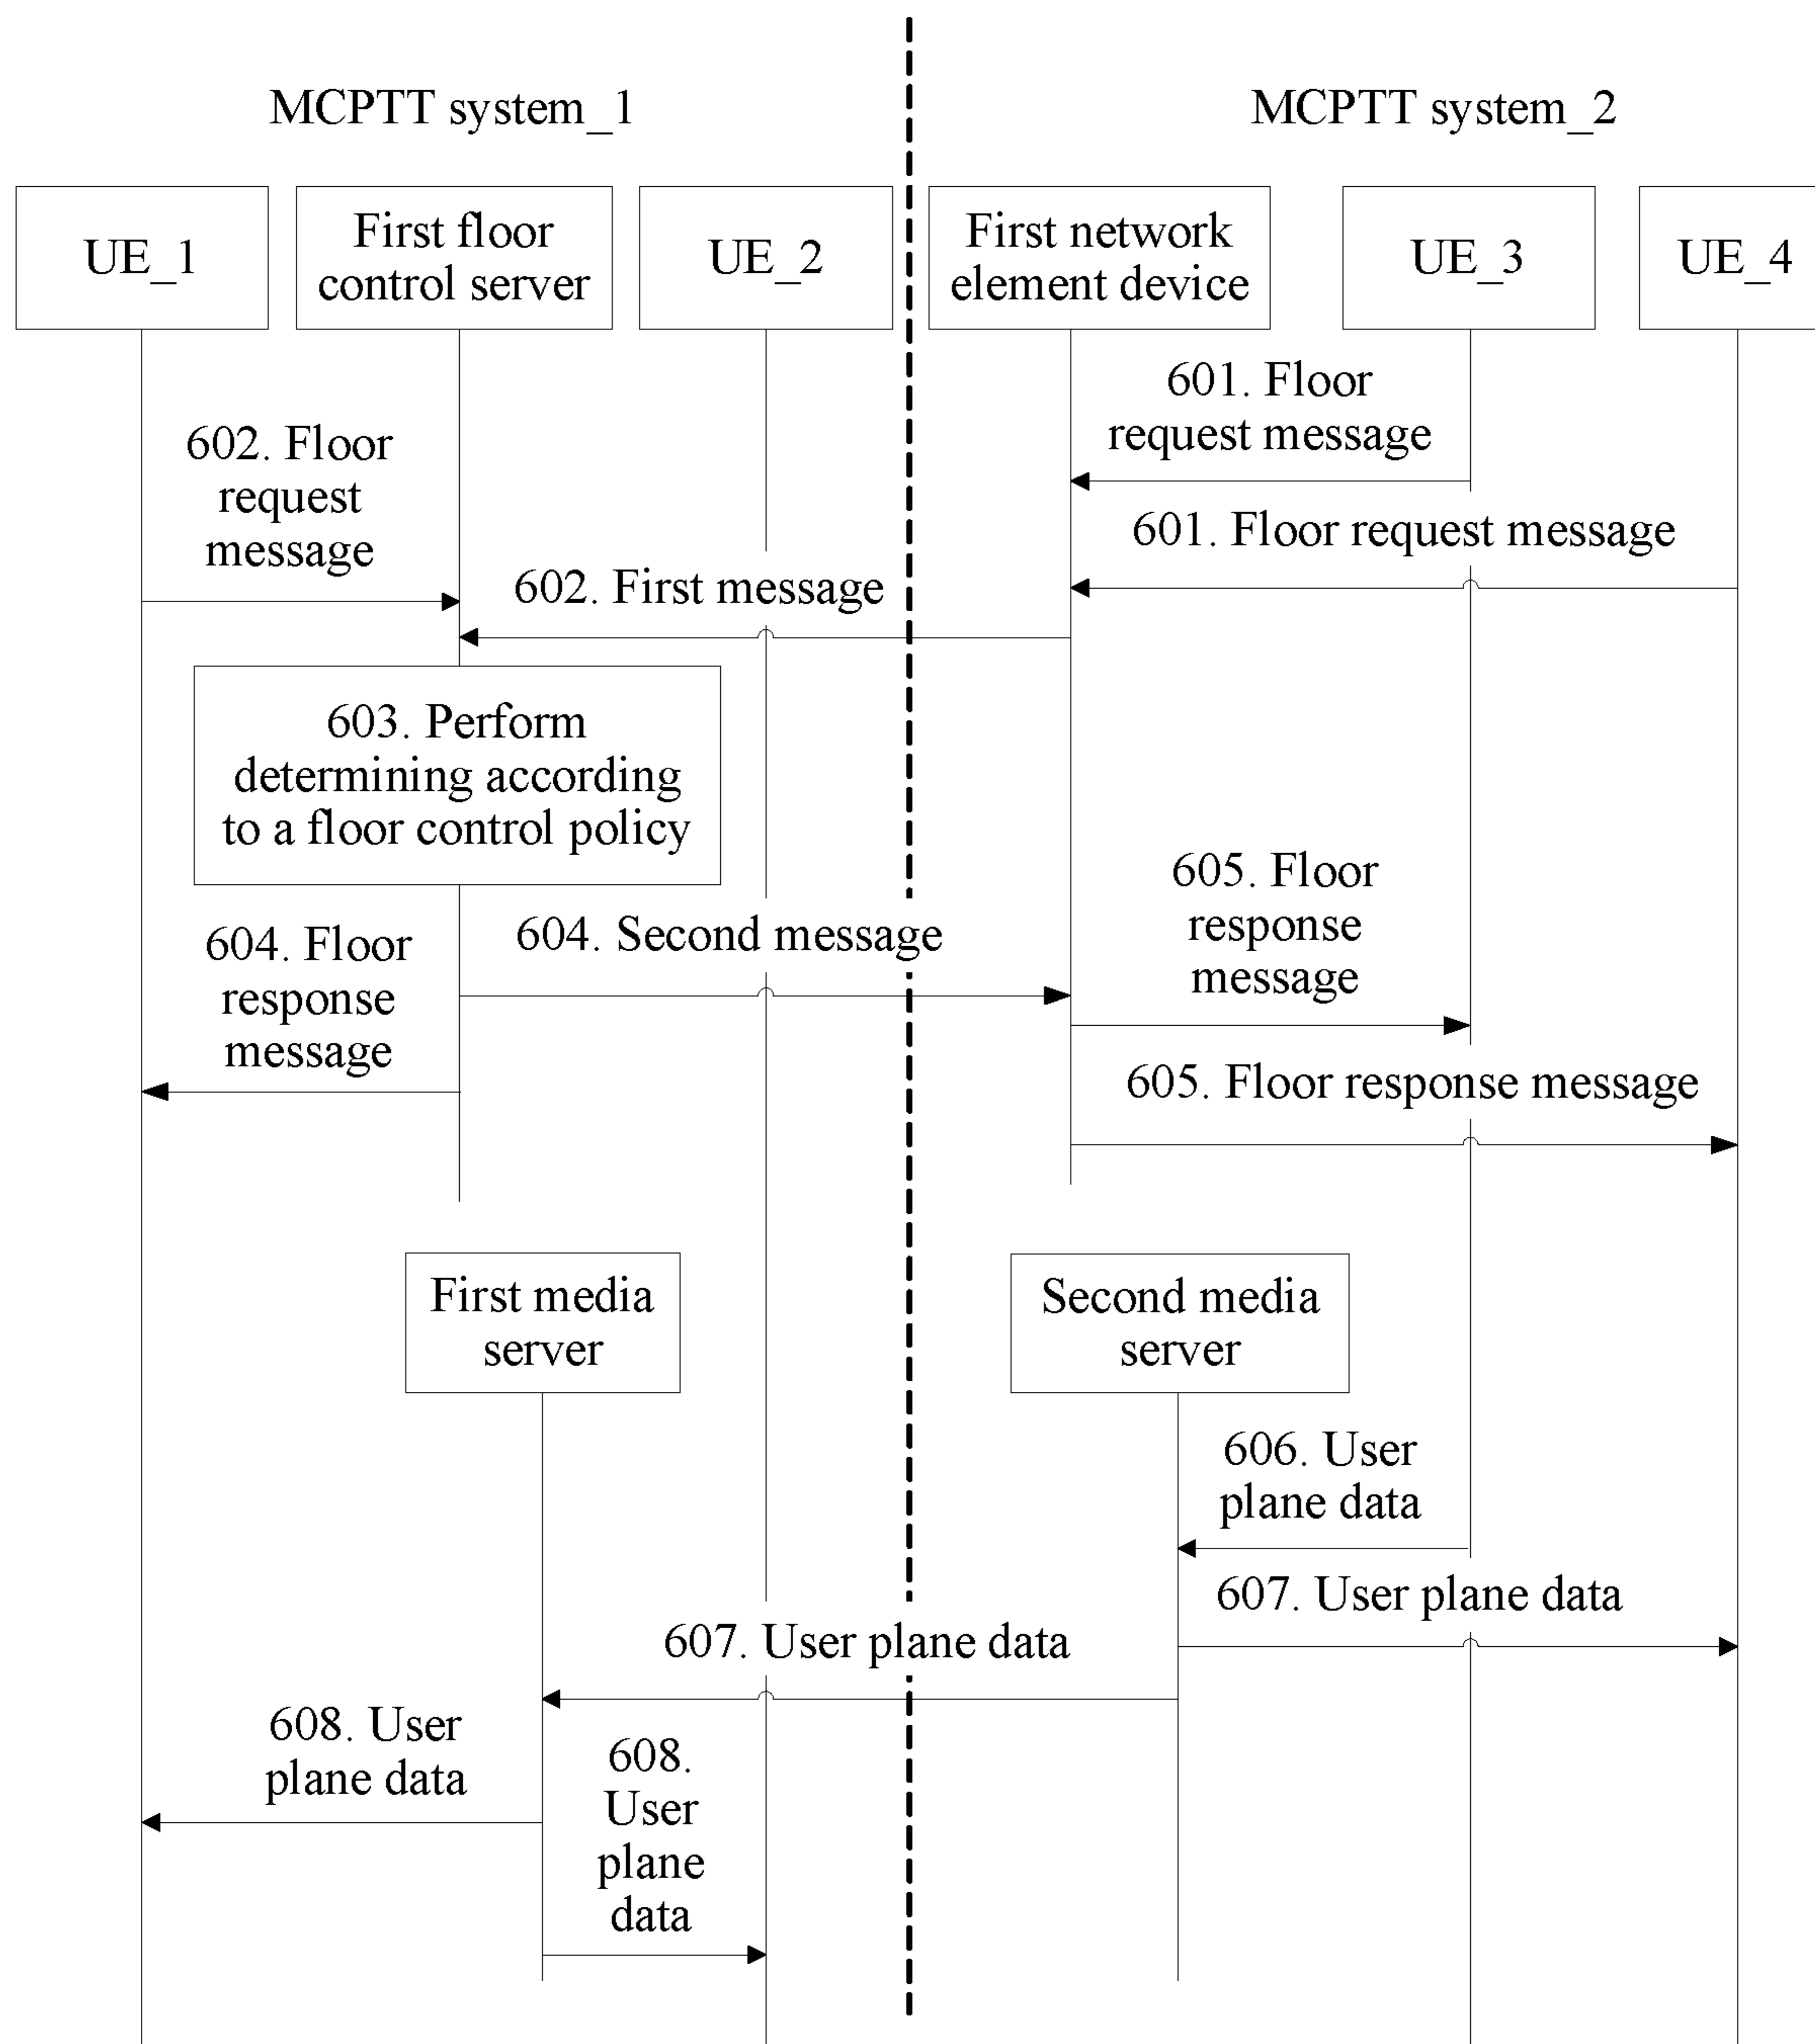 MCPTT system_1
MCPTT system_2
UE_1
First floor
control server
UE_2
First network
element device
UE_3
UE_4
601. Floor
request message
602. Floor
request
message
601. Floor request message
602. First message
603. Perform
determining according
to a floor control policy
605. Floor
response
message
604. Second message
604. Floor
response
message
605. Floor response message
First media
server
Second media
server
606. User
plane data
607. User plane data
607. User plane data
608. User
plane data
608.
User
plane
data